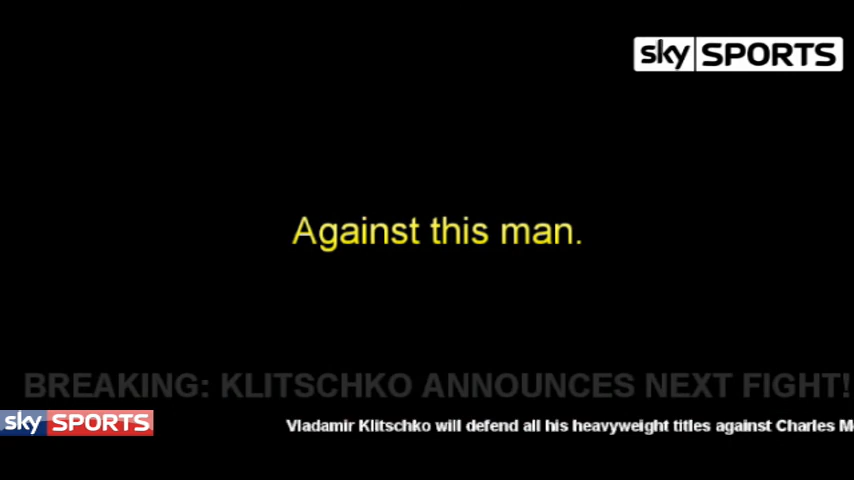 sky SPORTS
Against this man.
BREAKING: KLITSCHKO ANNOUNCES NEXT FIGHT!
sky SPORTS
Vladamir Klitschko will defend all his heavyweight titles against Charles